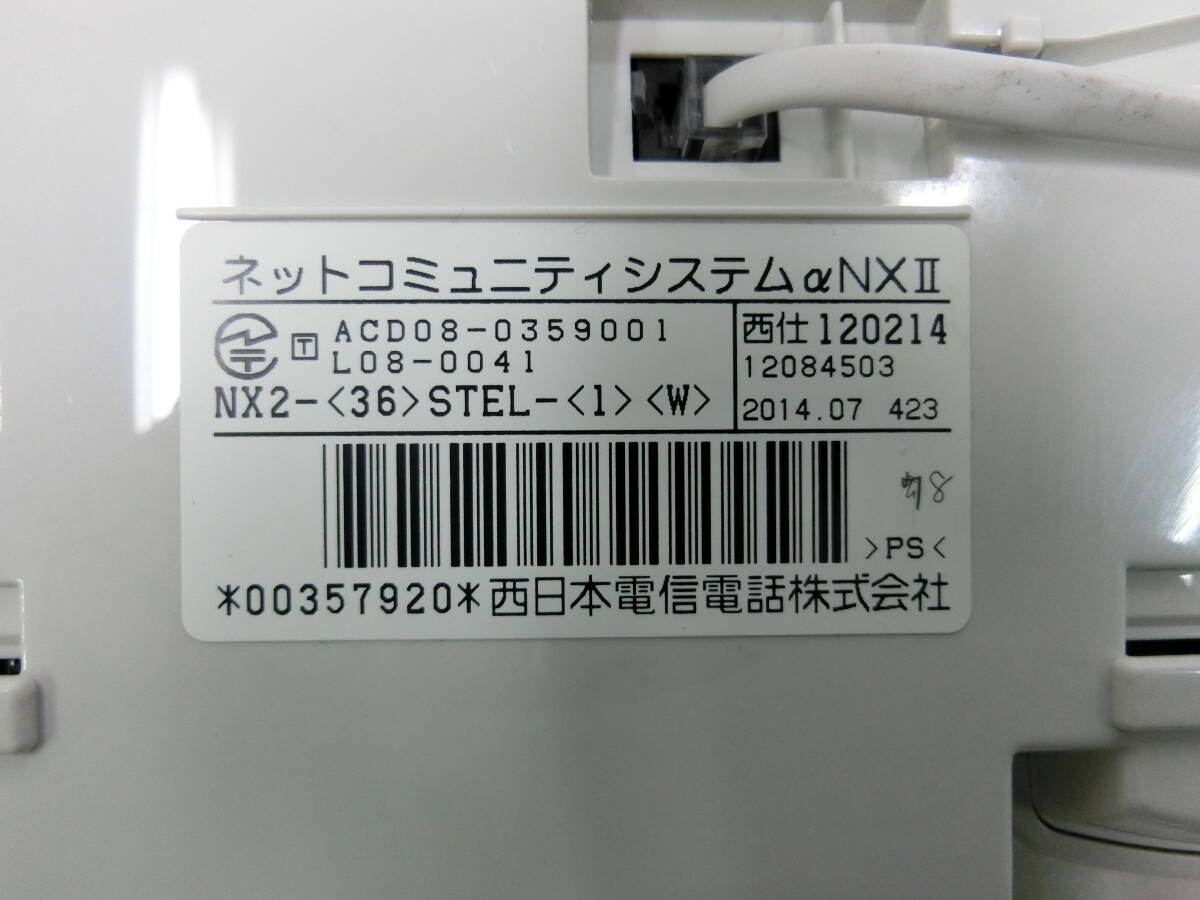 ネットコミュニティシステムαNXⅡ
T ACD08-0359001
L08-0041
NX2-<36>STEL-<1><W>
西仕120214
12084503
2014.07 423
>PS<
*00357920*西日本電信電話株式会社